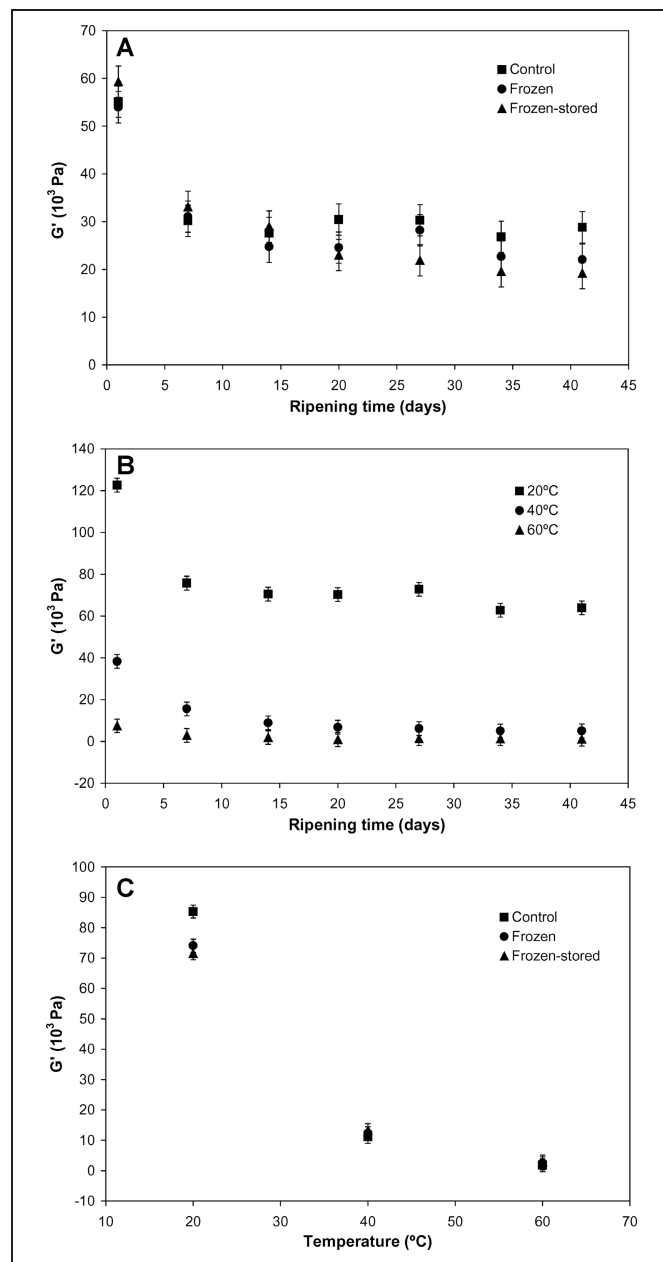 A
70
60
50
40
30
20
10
0
G' (10³ Pa)
Control
Frozen
Frozen-stored
0 5 10 15 20 25 30 35 40 45
Ripening time (days)
B
140
120
100
80
60
40
20
0
-20
G' (10³ Pa)
20ºC
40ºC
60ºC
0 5 10 15 20 25 30 35 40 45
Ripening time (days)
C
100
90
80
70
60
50
40
30
20
10
0
-10
G' (10³ Pa)
Control
Frozen
Frozen-stored
10 20 30 40 50 60 70
Temperature (ºC)